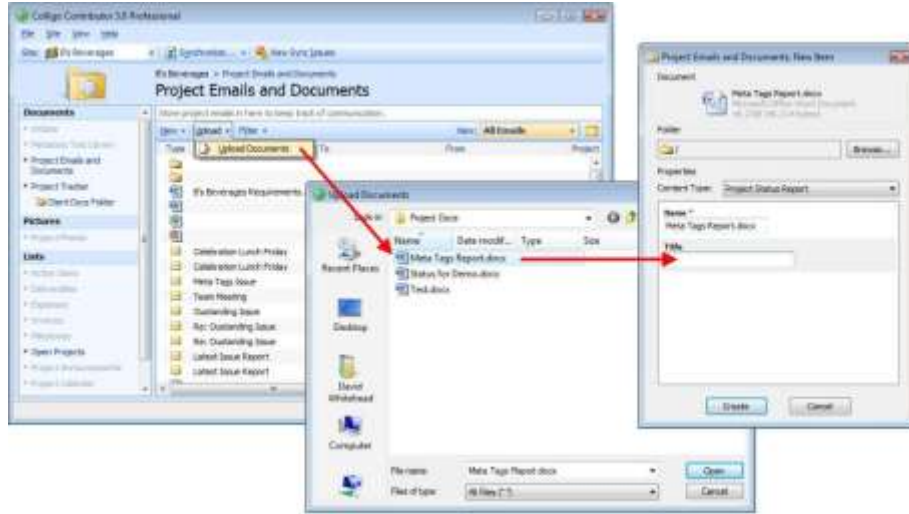 Colligo Contributor 3.0 Professional
File Site View Help
Site: B's Beverages
Synchronize... View Sync Issues
B's Beverages > Project Emails and Documents
Project Emails and Documents
Move project emails in here to keep track of communication.
New Upload Filter View: All Emails
Upload Documents
Type To From Project
B's Beverages Requirements
Celebration Lunch Friday
Celebration Lunch Friday
Meta Tags Issue
Team Meeting
Outstanding Issue
Re: Outstanding Issue
Re: Outstanding Issue
Latest Issue Report
Latest Issue Report
Documents
Project Emails and
Documents
Project Tracker
Client Docs Folder
Pictures
Lists
Open Projects
Upload Documents
Look in: Project Docs
Name Date modif... Type Size
Meta Tags Report.docx
Status for Demo.docx
Test.docx
Recent Places
Desktop
David
Whitehead
Computer
File name: Meta Tags Report.docx Open
Files of type: All Files (*.*) Cancel
Project Emails and Documents: New Item
Document
Meta Tags Report.docx
Microsoft Office Word Document
Folder
/ Browse...
Properties
Content Type: Project Status Report
Name *
Meta Tags Report.docx
Title
Create Cancel